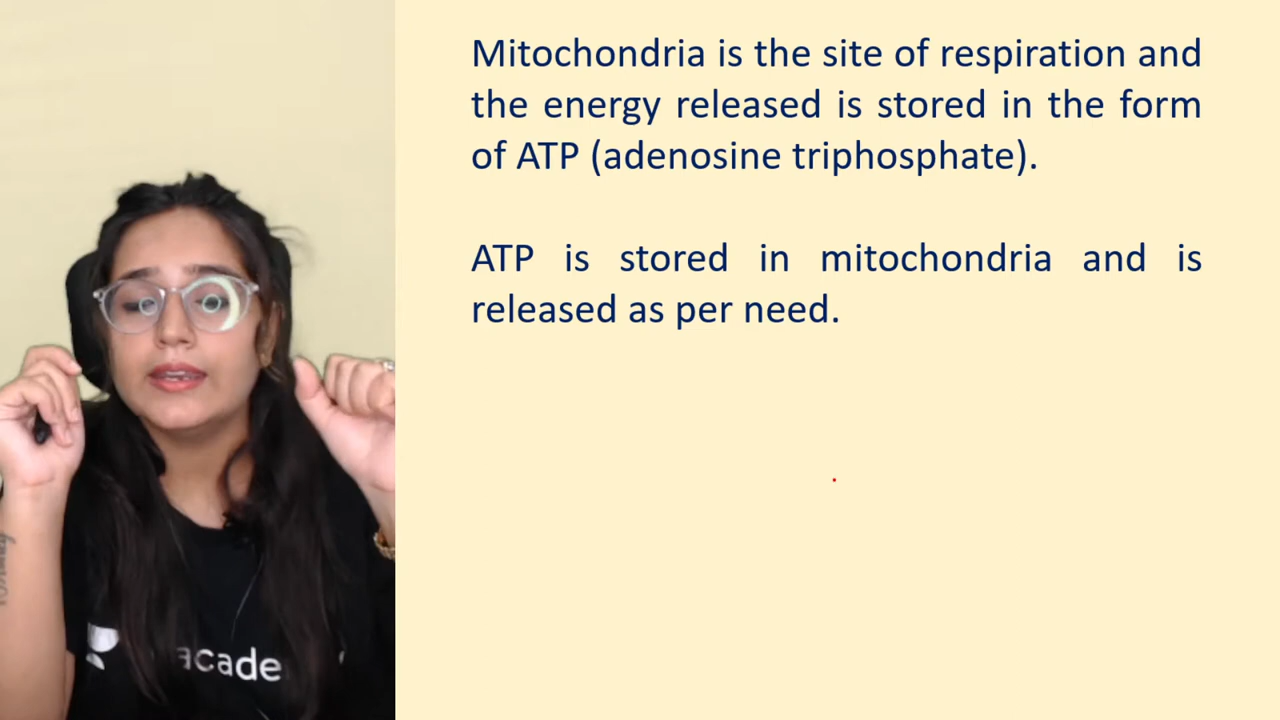 Mitochondria is the site of respiration and
the energy released is stored in the form
of ATP (adenosine triphosphate).
ATP is stored in mitochondria and is
released as per need.